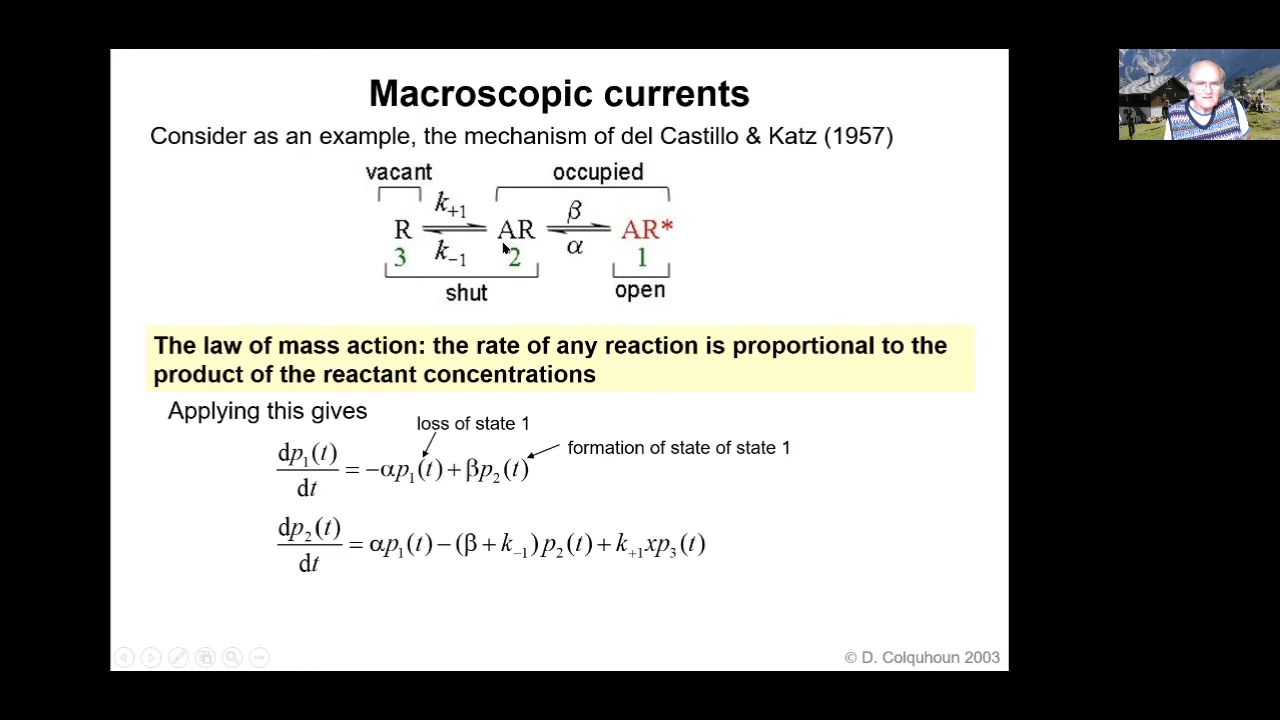 Macroscopic currents
Consider as an example, the mechanism of del Castillo & Katz (1957)
vacant occupied
k₊₁ β
R ⇌ AR ⇌ AR*
k₋₁ α
3 2 1
shut open
The law of mass action: the rate of any reaction is proportional to the
product of the reactant concentrations
Applying this gives
loss of state 1
formation of state of state 1
dp₁(t)/dt = −αp₁(t) + βp₂(t)
dp₂(t)/dt = αp₁(t) − (β + k₋₁)p₂(t) + k₊₁xp₃(t)
© D. Colquhoun 2003